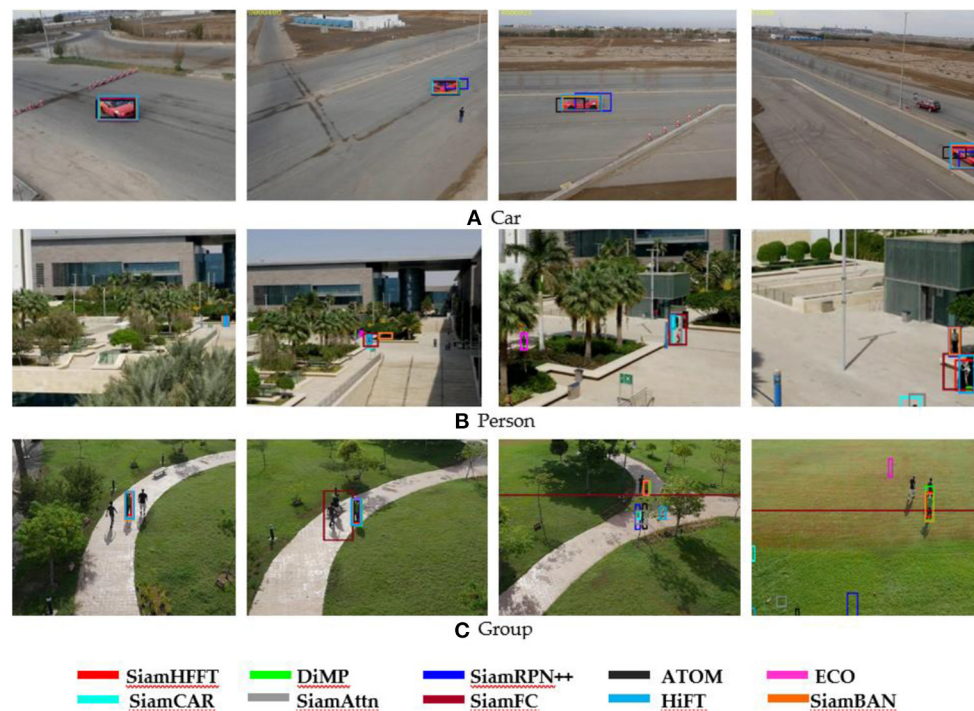 A Car
B Person
C Group
SiamHFFT DiMP SiamRPN++ ATOM ECO
SiamCAR SiamAttn SiamFC HiFT SiamBAN